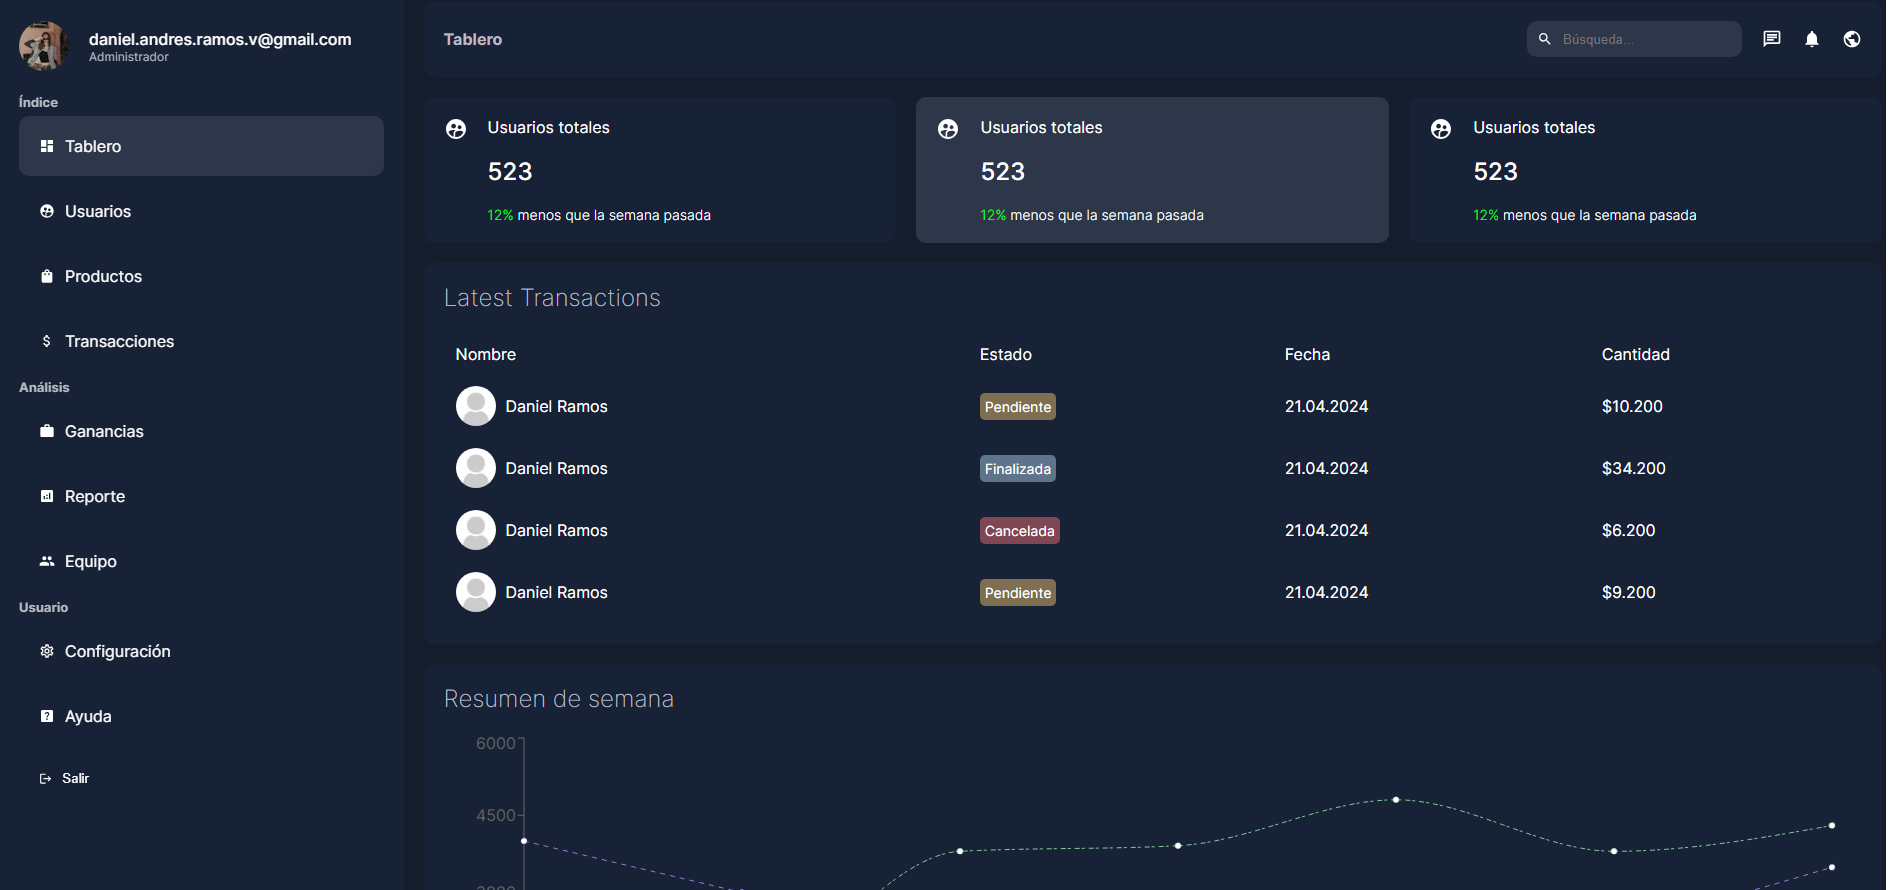 daniel.andres.ramos.v@gmail.com
Administrador
Índice
Tablero
Usuarios
Productos
Transacciones
Análisis
Ganancias
Reporte
Equipo
Usuario
Configuración
Ayuda
Salir
Tablero
Búsqueda...
Usuarios totales
523
12% menos que la semana pasada
Usuarios totales
523
12% menos que la semana pasada
Usuarios totales
523
12% menos que la semana pasada
Latest Transactions
Nombre Estado Fecha Cantidad
Daniel Ramos Pendiente 21.04.2024 $10.200
Daniel Ramos Finalizada 21.04.2024 $34.200
Daniel Ramos Cancelada 21.04.2024 $6.200
Daniel Ramos Pendiente 21.04.2024 $9.200
Resumen de semana
6000
4500